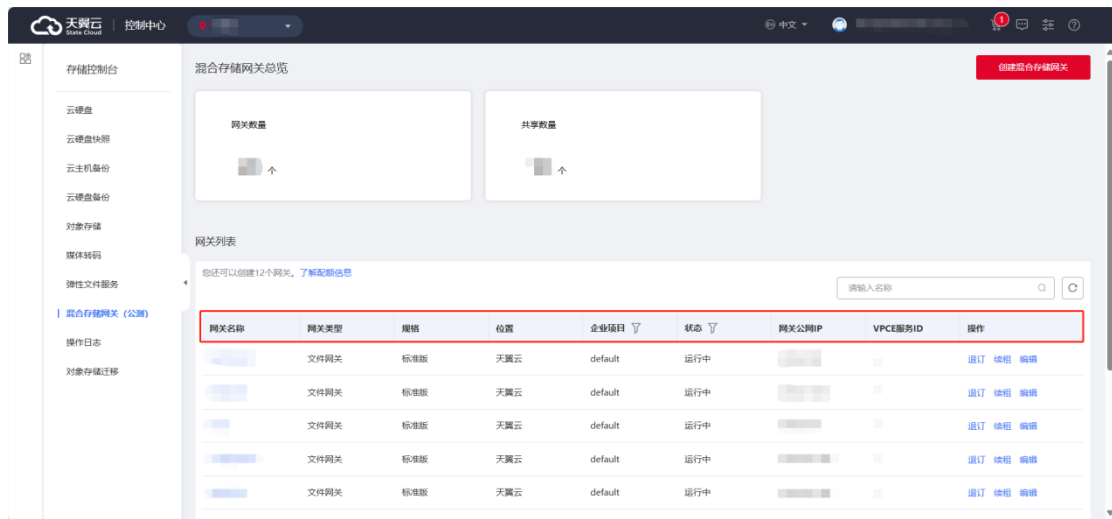 天翼云 State Cloud 控制中心 中文 1
存储控制台
云硬盘
云硬盘快照
云主机备份
云硬盘备份
对象存储
媒体转码
弹性文件服务
混合存储网关（公测）
操作日志
对象存储迁移
混合存储网关总览 创建混合存储网关
网关数量 共享数量
个 个
网关列表
您还可以创建12个网关。了解配额信息 请输入名称
网关名称 网关类型 规格 位置 企业项目 状态 网关公网IP VPCE服务ID 操作
文件网关 标准版 天翼云 default 运行中 退订 续租 编辑
文件网关 标准版 天翼云 default 运行中 退订 续租 编辑
文件网关 标准版 天翼云 default 运行中 退订 续租 编辑
文件网关 标准版 天翼云 default 运行中 退订 续租 编辑
文件网关 标准版 天翼云 default 运行中 退订 续租 编辑